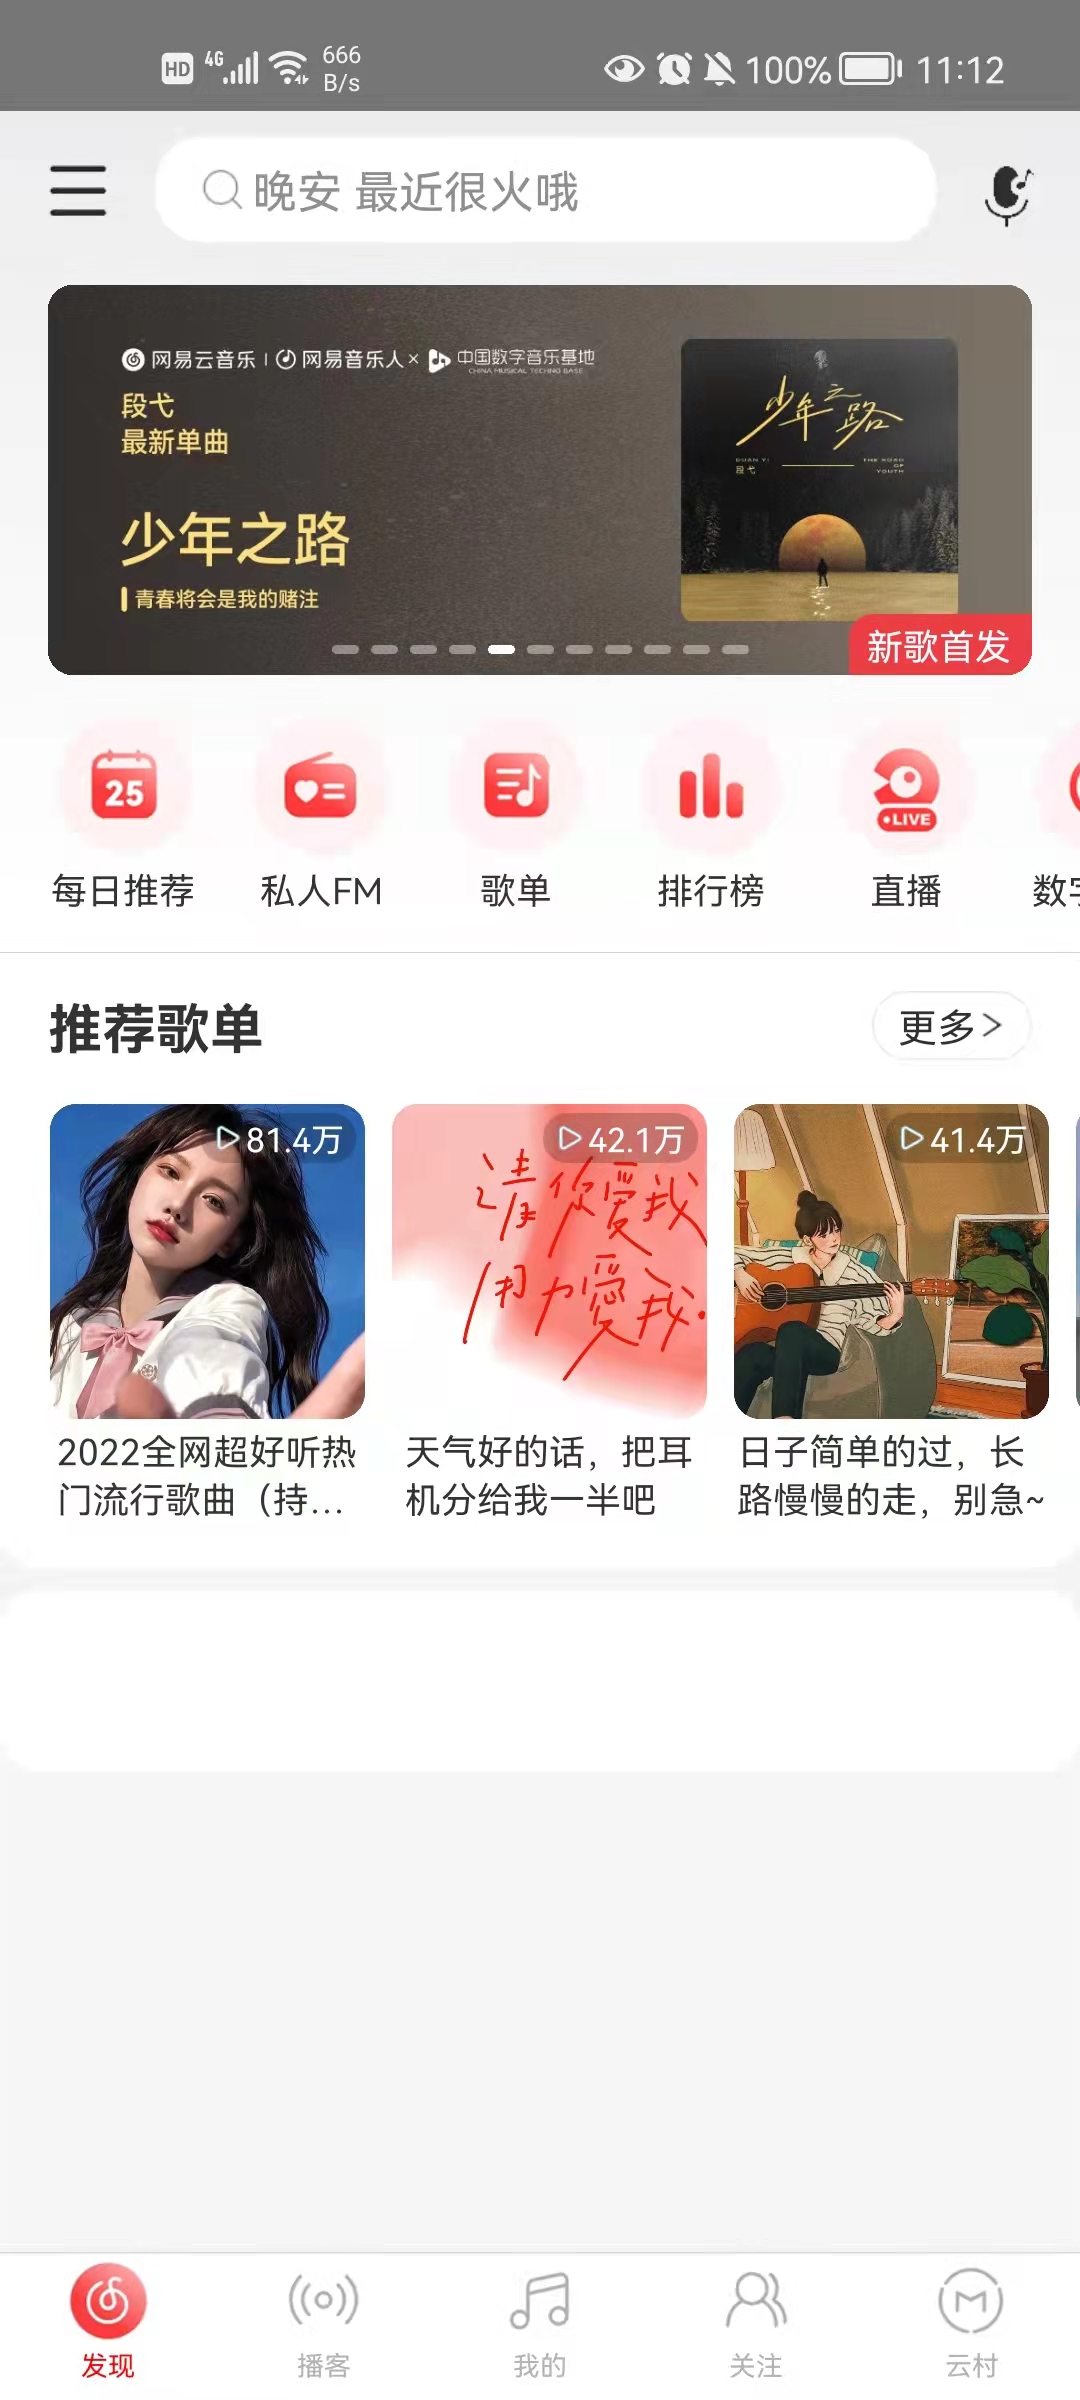 HD 4G 666 B/s 100% 11:12
晚安 最近很火哦
网易云音乐 | 网易音乐人 × 中国数字音乐基地
CHINA MUSICAL TECHNO BASE
段弋
最新单曲
少年之路
青春将会是我的赌注
少年之路
DUAN YI
段弋
THE ROAD
OF
YOUTH
新歌首发
25
LIVE
每日推荐 私人FM 歌单 排行榜 直播 数字
推荐歌单
更多>
81.4万 42.1万 41.4万
请你爱我
用力爱我.
2022全网超好听热
门流行歌曲（持...
天气好的话，把耳
机分给我一半吧
日子简单的过，长
路慢慢的走，别急~
发现 播客 我的 关注 云村